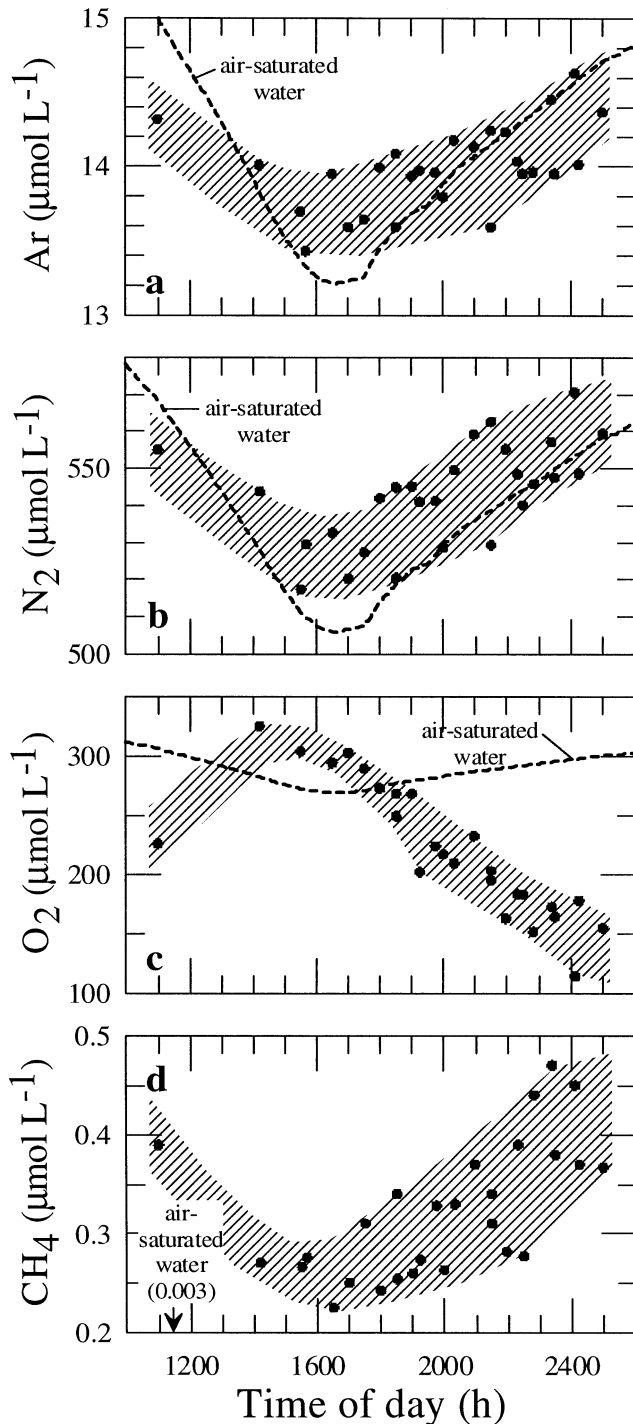 15
air-saturated
water
14
Ar (μmol L⁻¹)
a
13
air-saturated
water
550
N₂ (μmol L⁻¹)
b
500
300
air-saturated
water
200
O₂ (μmol L⁻¹)
c
100
0.5
d
0.4
CH₄ (μmol L⁻¹)
air-
saturated
water
(0.003)
0.3
0.2
1200 1600 2000 2400
Time of day (h)